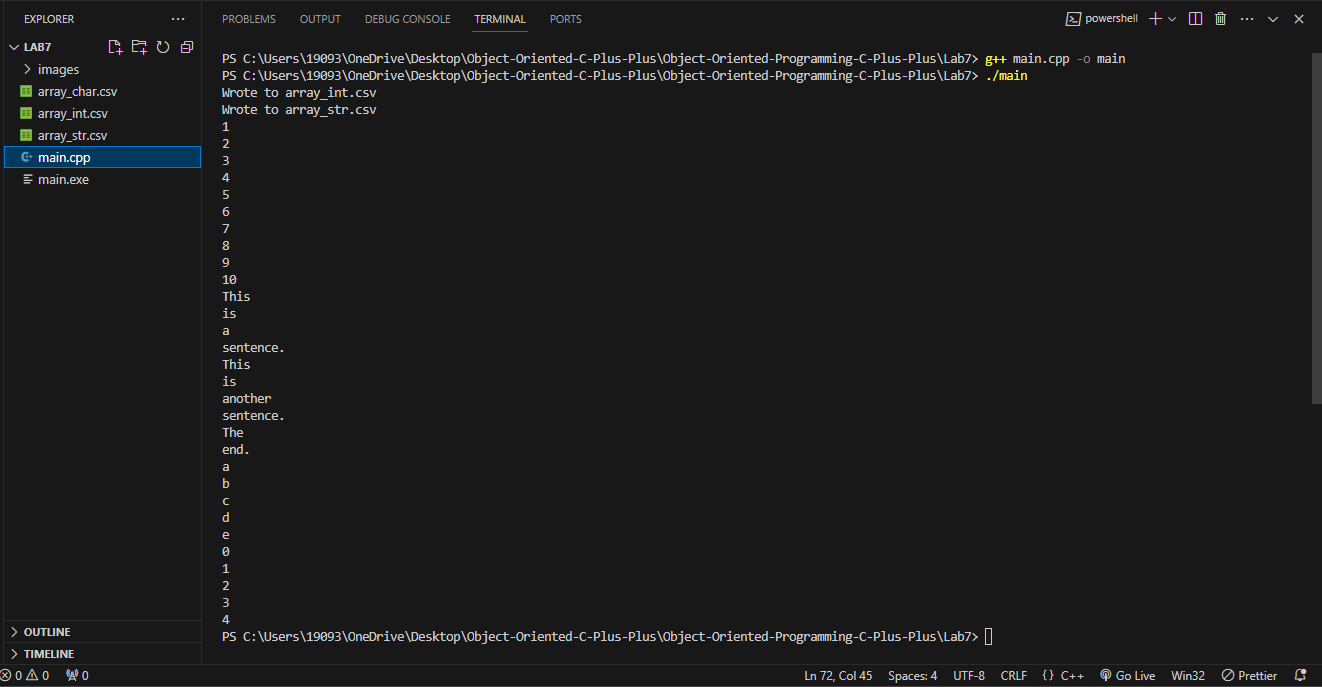 EXPLORER
LAB7
images
array_char.csv
array_int.csv
array_str.csv
main.cpp
main.exe
OUTLINE
TIMELINE
PROBLEMS OUTPUT DEBUG CONSOLE TERMINAL PORTS
powershell
PS C:\Users\19093\OneDrive\Desktop\Object-Oriented-C-Plus-Plus\Object-Oriented-Programming-C-Plus-Plus\Lab7> g++ main.cpp -o main
PS C:\Users\19093\OneDrive\Desktop\Object-Oriented-C-Plus-Plus\Object-Oriented-Programming-C-Plus-Plus\Lab7> ./main
Wrote to array_int.csv
Wrote to array_str.csv
1
2
3
4
5
6
7
8
9
10
This
is
a
sentence.
This
is
another
sentence.
The
end.
a
b
c
d
e
0
1
2
3
4
PS C:\Users\19093\OneDrive\Desktop\Object-Oriented-C-Plus-Plus\Object-Oriented-Programming-C-Plus-Plus\Lab7>
0 0 0 Ln 72, Col 45 Spaces: 4 UTF-8 CRLF {} C++ Go Live Win32 Prettier